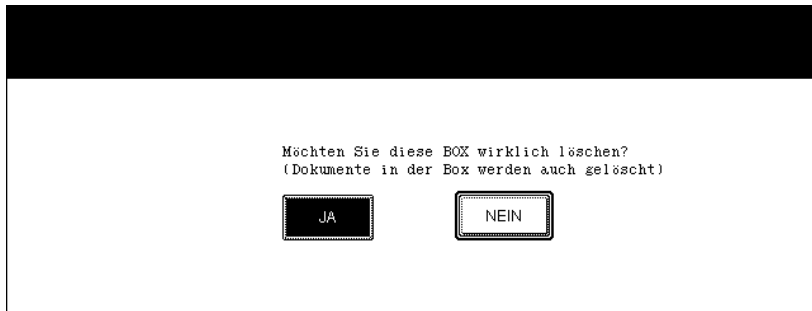 Möchten Sie diese BOX wirklich löschen?
(Dokumente in der Box werden auch gelöscht)
JA
NEIN